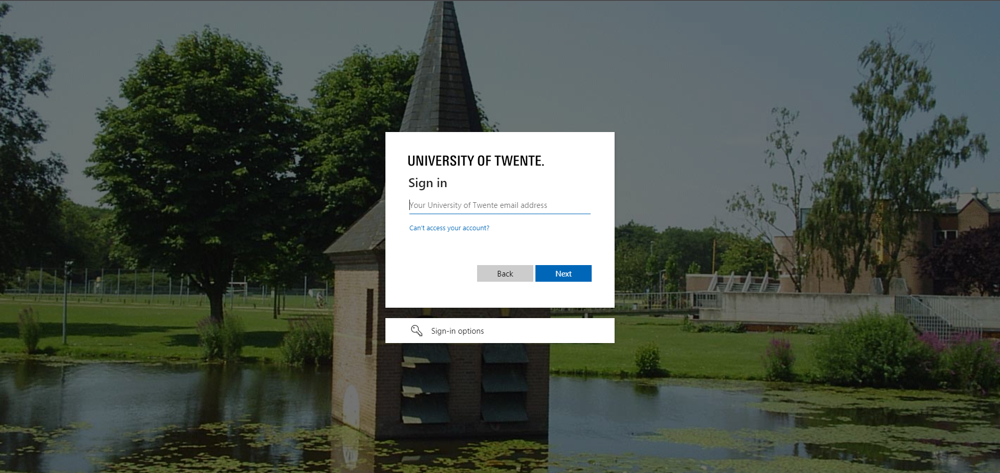 UNIVERSITY OF TWENTE.
Sign in
Your University of Twente email address
Can't access your account?
Back Next
Sign-in options